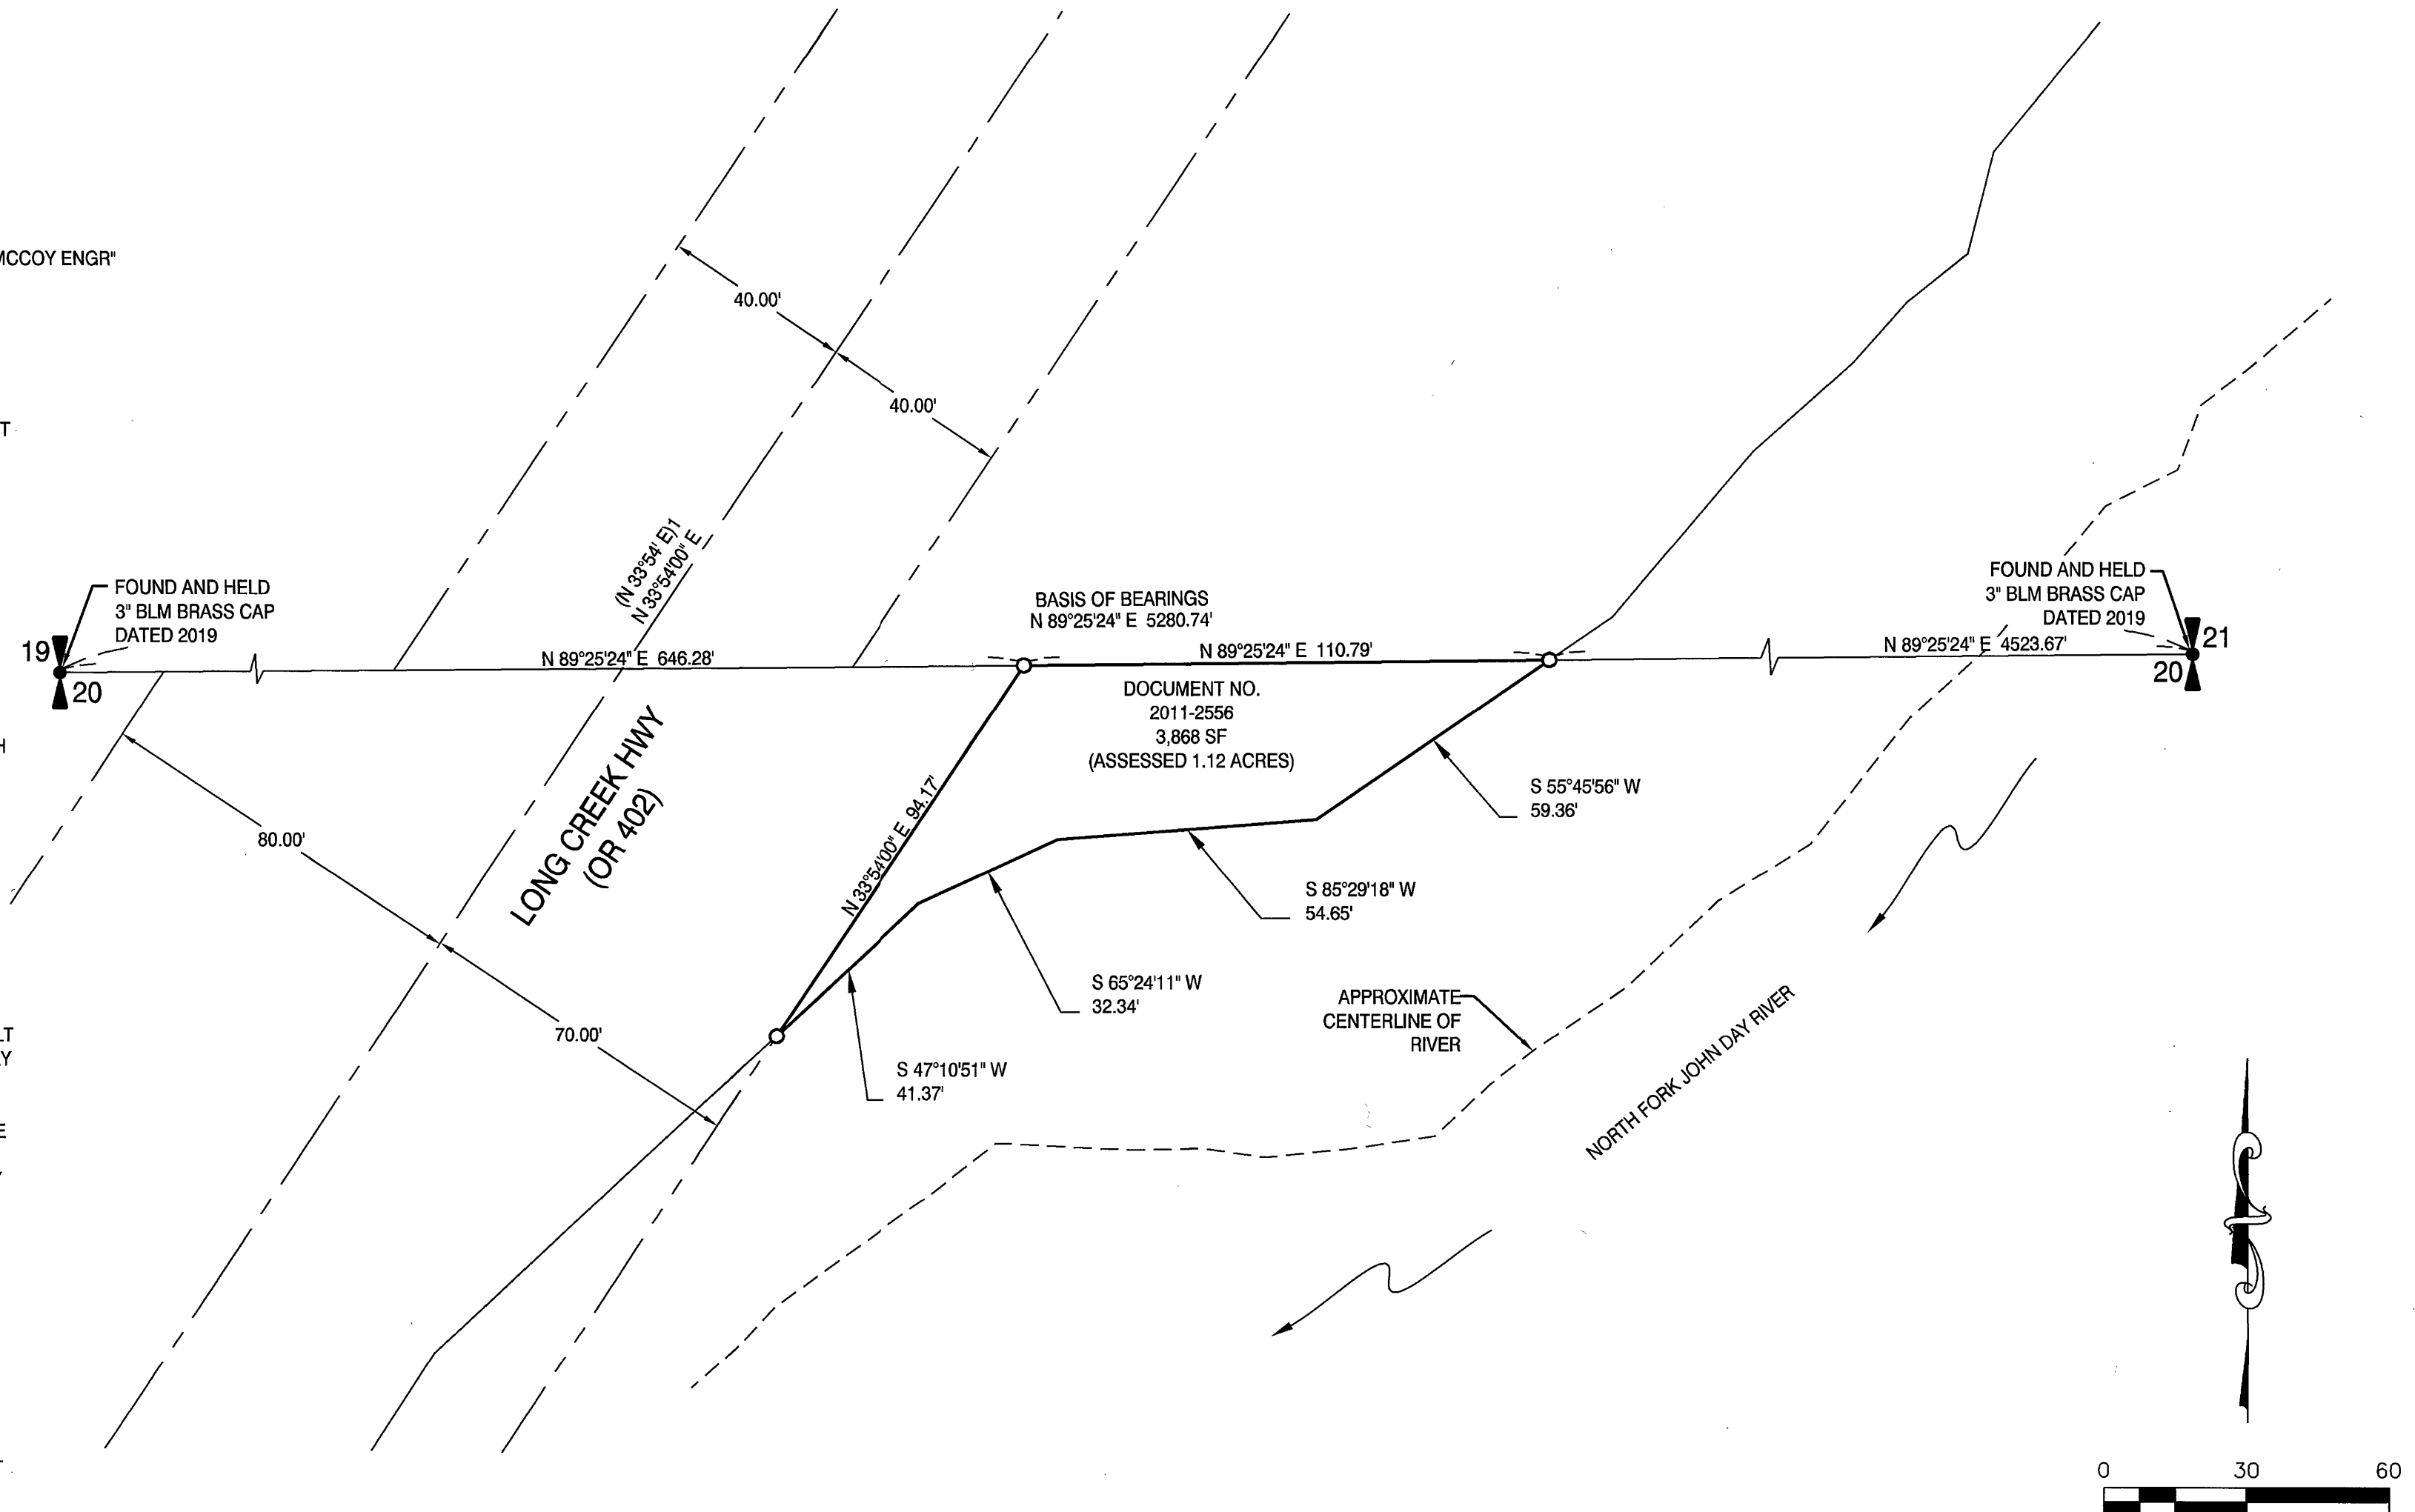 MCCOY ENGR"
40.00'
40.00'
T
(N 33°54' E)1
N 33°54'00" E
FOUND AND HELD
3" BLM BRASS CAP
DATED 2019
19
20
N 89°25'24" E 646.28'
BASIS OF BEARINGS
N 89°25'24" E 5280.74'
N 89°25'24" E 110.79'
FOUND AND HELD
3" BLM BRASS CAP
DATED 2019
N 89°25'24" E 4523.67'
21
20
DOCUMENT NO.
2011-2556
3,868 SF
(ASSESSED 1.12 ACRES)
H
LONG CREEK HWY
(OR 402)
80.00'
N 33°54'00" E 94.17'
S 55°45'56" W
59.36'
S 85°29'18" W
54.65'
S 65°24'11" W
32.34'
S 47°10'51" W
41.37'
70.00'
APPROXIMATE
CENTERLINE OF
RIVER
NORTH FORK JOHN DAY RIVER
LT
Y
E
0 30 60